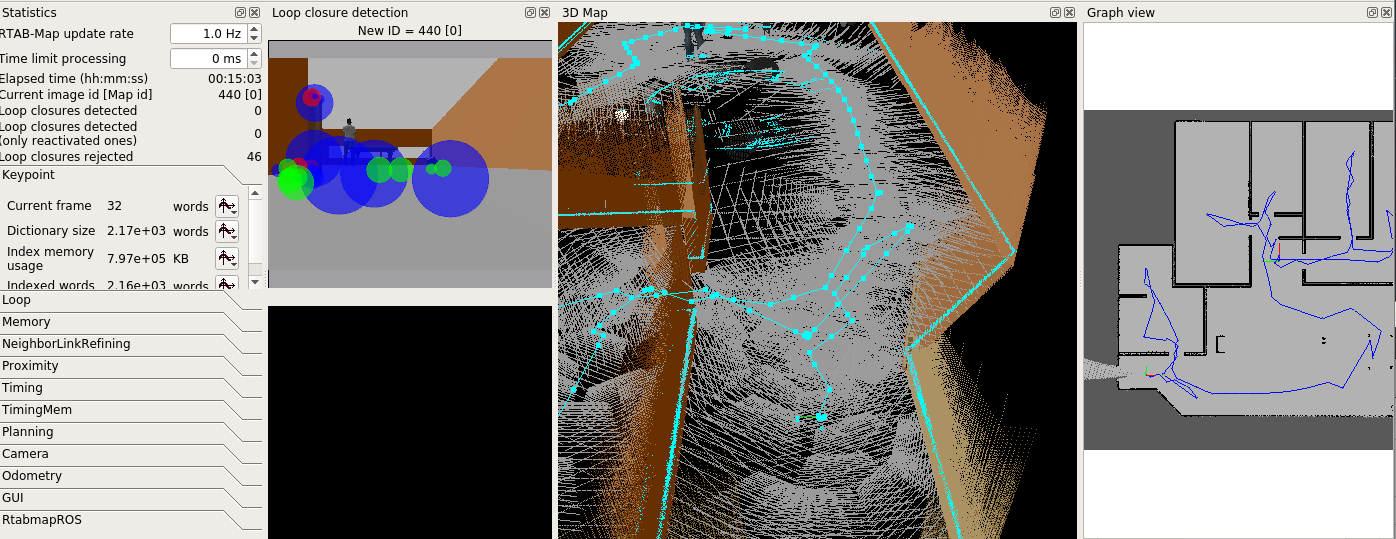 Statistics
RTAB-Map update rate 1.0 Hz
Time limit processing 0 ms
Elapsed time (hh:mm:ss) 00:15:03
Current image id [Map id] 440 [0]
Loop closures detected 0
Loop closures detected
(only reactivated ones) 0
Loop closures rejected 46
Keypoint
Current frame 32 words
Dictionary size 2.17e+03 words
Index memory
usage 7.97e+05 KB
Indexed words 2.16e+03 words
Loop
Memory
NeighborLinkRefining
Proximity
Timing
TimingMem
Planning
Camera
Odometry
GUI
RtabmapROS
Loop closure detection
New ID = 440 [0]
3D Map
Graph view